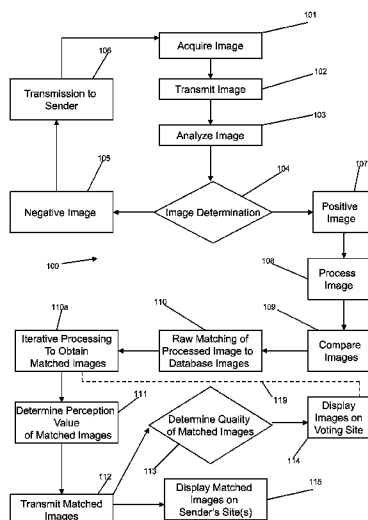 101
106
Acquire Image
102
Transmission to
Sender
Transmit Image
103
Analyze Image
105
104
107
Negative Image
Image Determination
Positive
Image
100
108
Process
Image
110a
110
109
Iterative Processing
To Obtain
Matched Images
Raw Matching of
Processed Image to
Database Images
Compare
Images
111
119
Determine Perception
Value
of Matched Images
Determine Quality
of Matched Images
Display
Images on
Voting Site
113
114
112
115
Transmit Matched
Images
Display Matched
Images on
Sender's Site(s)